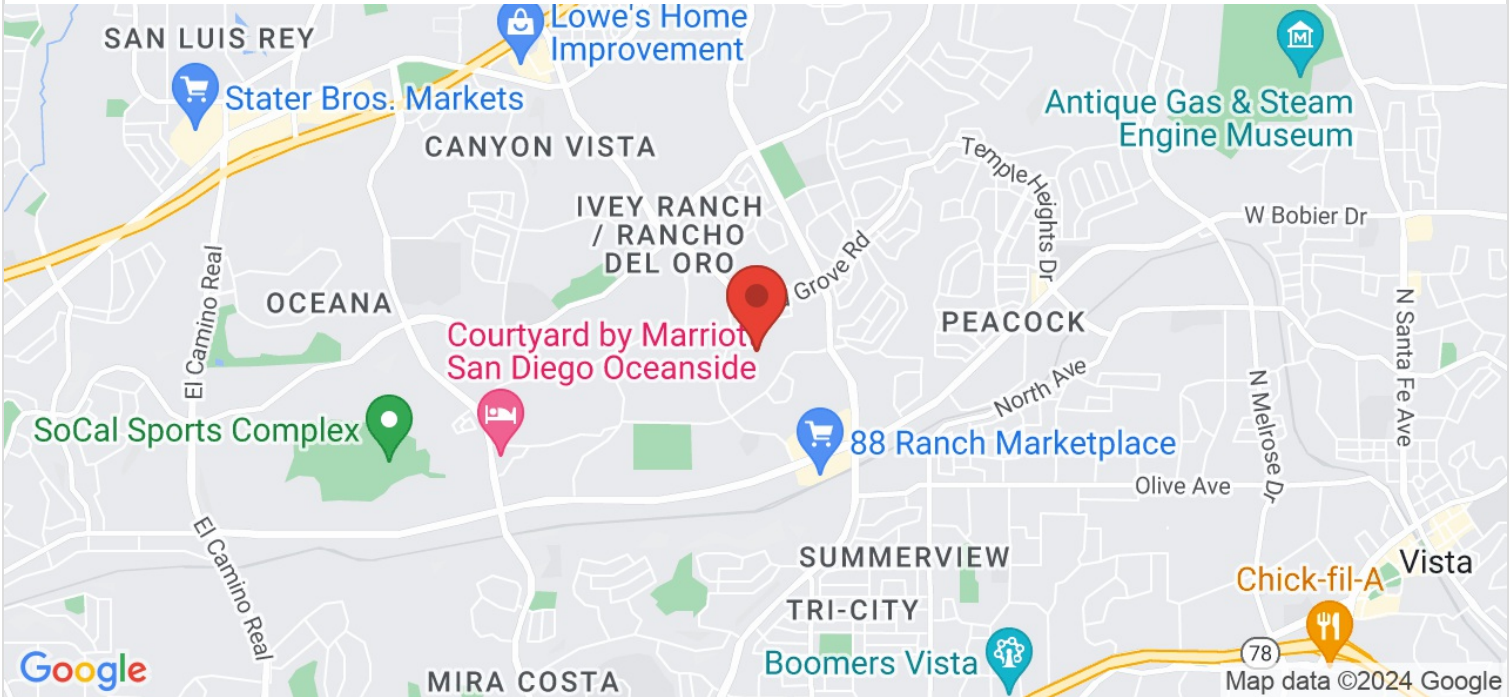 Lowe's Home
Improvement
SAN LUIS REY
Stater Bros. Markets
Antique Gas & Steam
Engine Museum
CANYON VISTA
Temple Heights Dr
IVEY RANCH
/ RANCHO
DEL ORO
W Bobier Dr
Grove Rd
El Camino Real
OCEANA
PEACOCK
N Santa Fe Ave
Courtyard by Marriot
San Diego Oceanside
North Ave
N Melrose Dr
SoCal Sports Complex
88 Ranch Marketplace
Olive Ave
El Camino Real
SUMMERVIEW
Vista
Chick-fil-A
TRI-CITY
78
Boomers Vista
Google
MIRA COSTA
Map data ©2024 Google